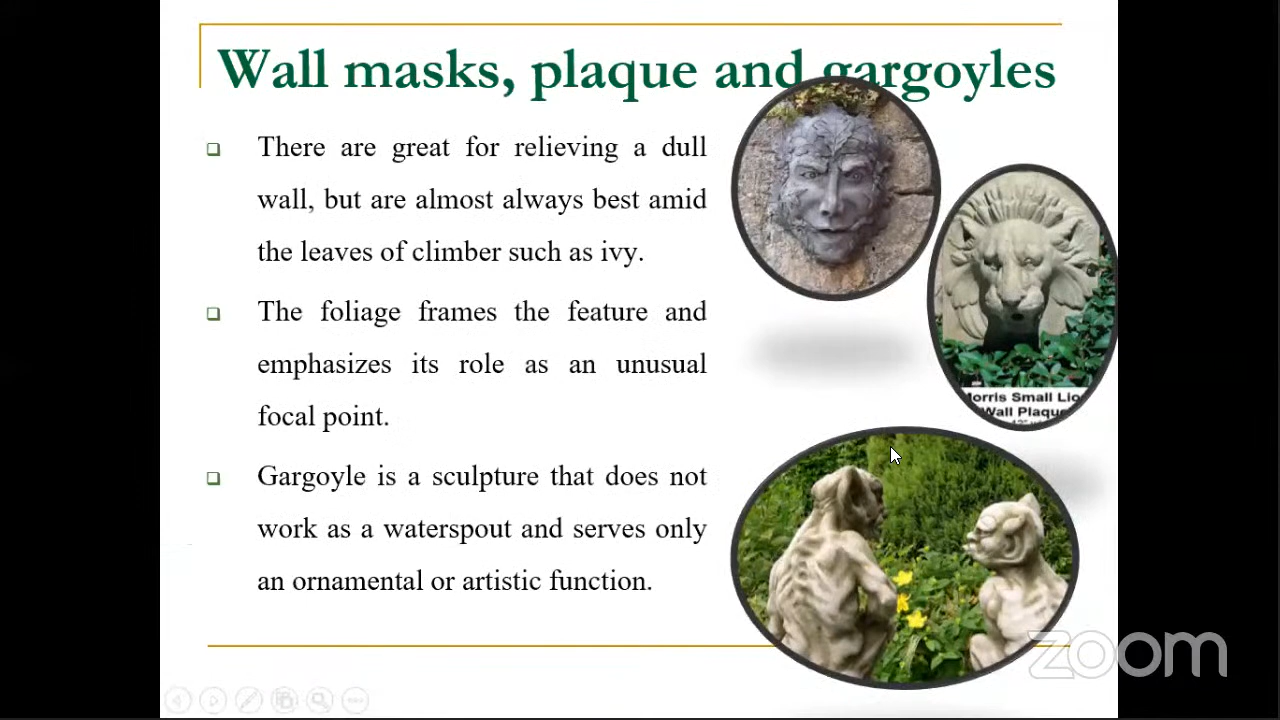 Wall masks, plaque and gargoyles
There are great for relieving a dull
wall, but are almost always best amid
the leaves of climber such as ivy.
The foliage frames the feature and
emphasizes its role as an unusual
focal point.
Gargoyle is a sculpture that does not
work as a waterspout and serves only
an ornamental or artistic function.
Morris Small Lio
Wall Plaque
zoom